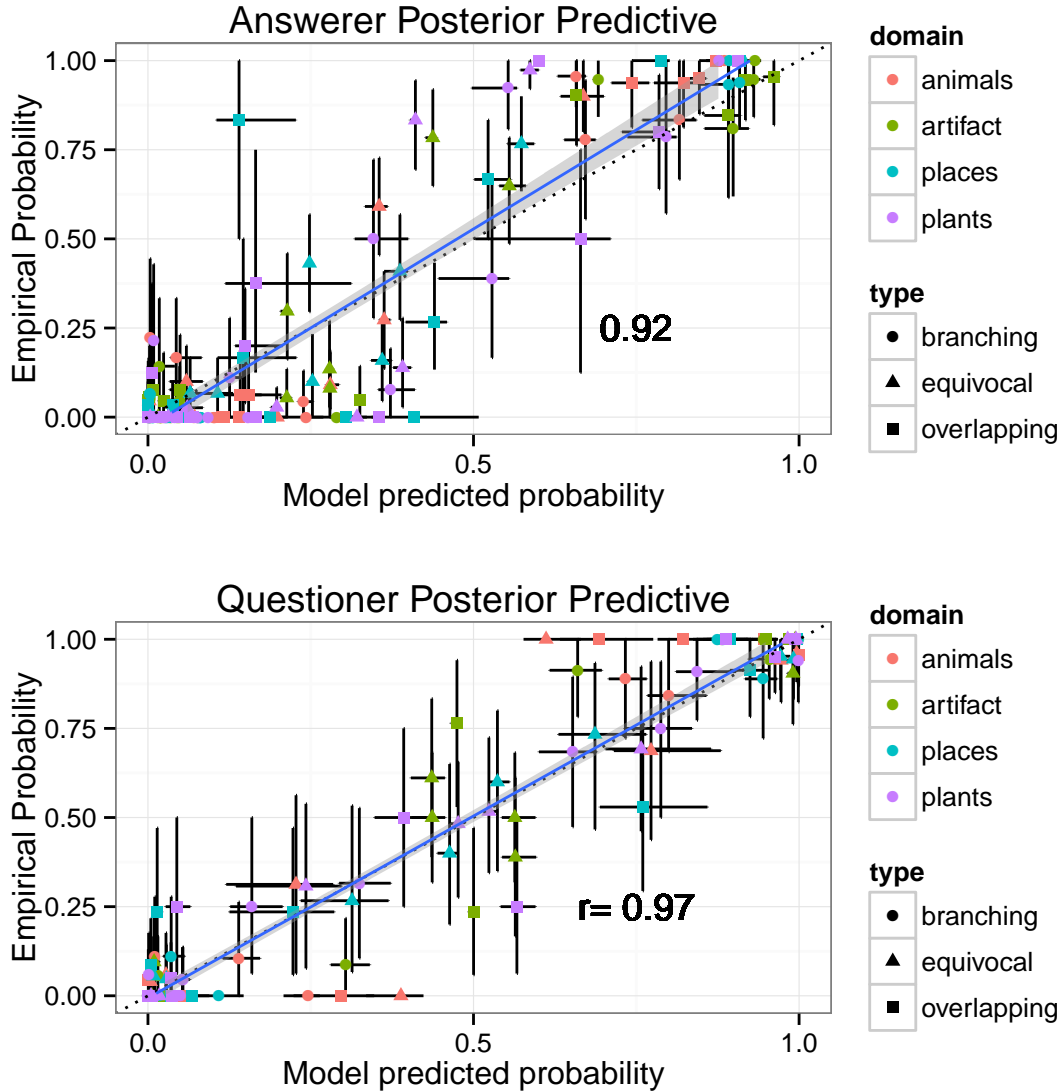 Answerer Posterior Predictive
1.00
0.75
0.50
0.25
0.00
Empirical Probability
0.92
0.0
0.5
1.0
Model predicted probability
domain
animals
artifact
places
plants
type
branching
equivocal
overlapping
Questioner Posterior Predictive
1.00
0.75
0.50
0.25
0.00
Empirical Probability
r= 0.97
0.0
0.5
1.0
Model predicted probability
domain
animals
artifact
places
plants
type
branching
equivocal
overlapping